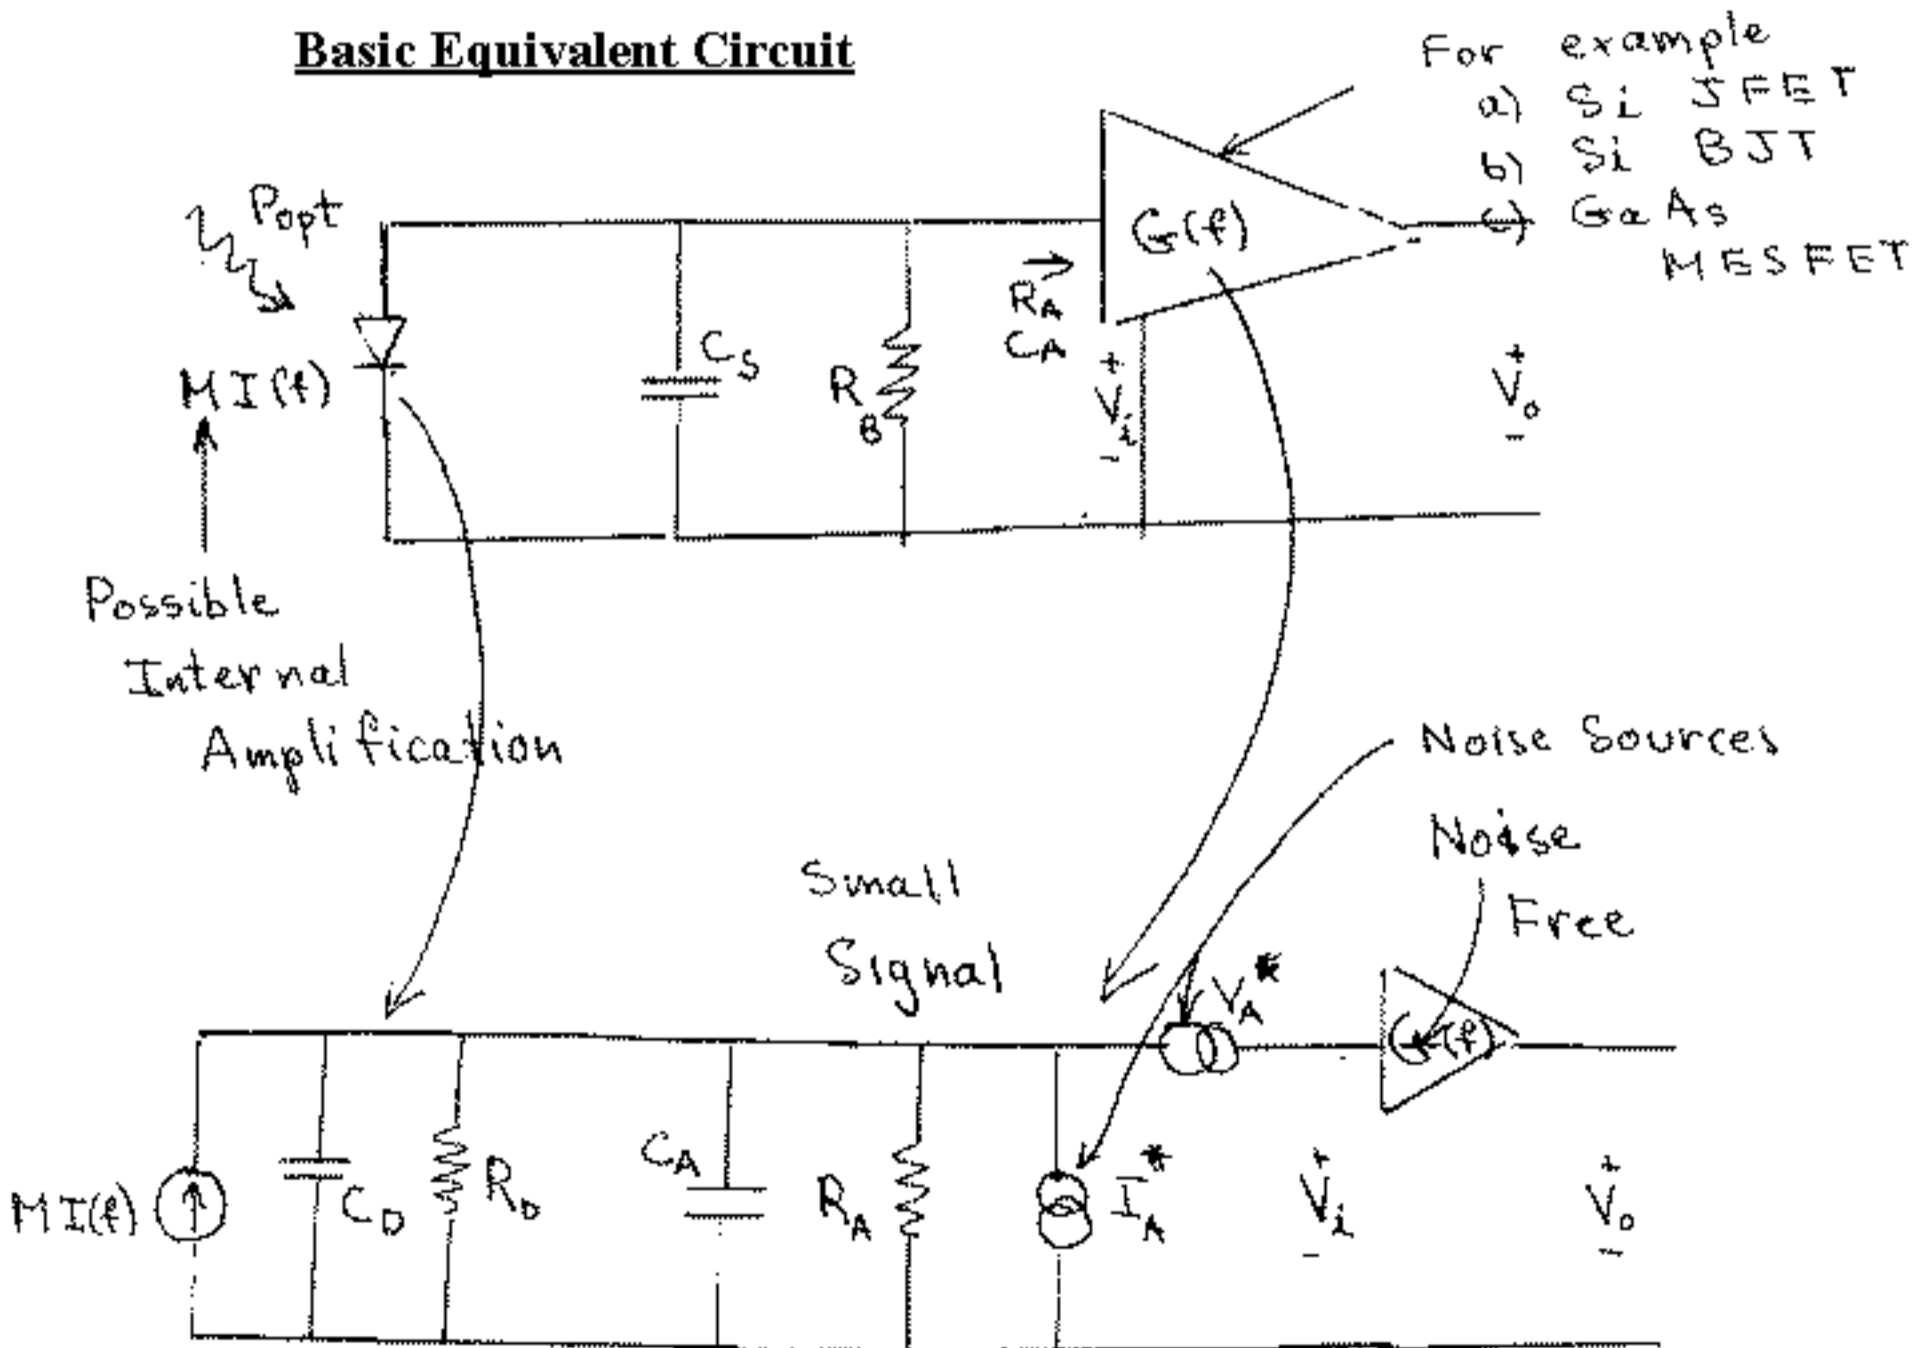 Basic Equivalent Circuit
For example
a) Si JFET
b) Si BJT
c) GaAs
MESFET
Popt
G(f)
RA
CA
CS
RB
MI(f)
+
Vi
-
+
Vo
-
Possible
Internal
Amplification
Noise Sources
Noise
Free
Small
Signal
VA*
G(f)
MI(f)
CD
RD
CA
RA
IA*
+
Vi
-
+
Vo
-